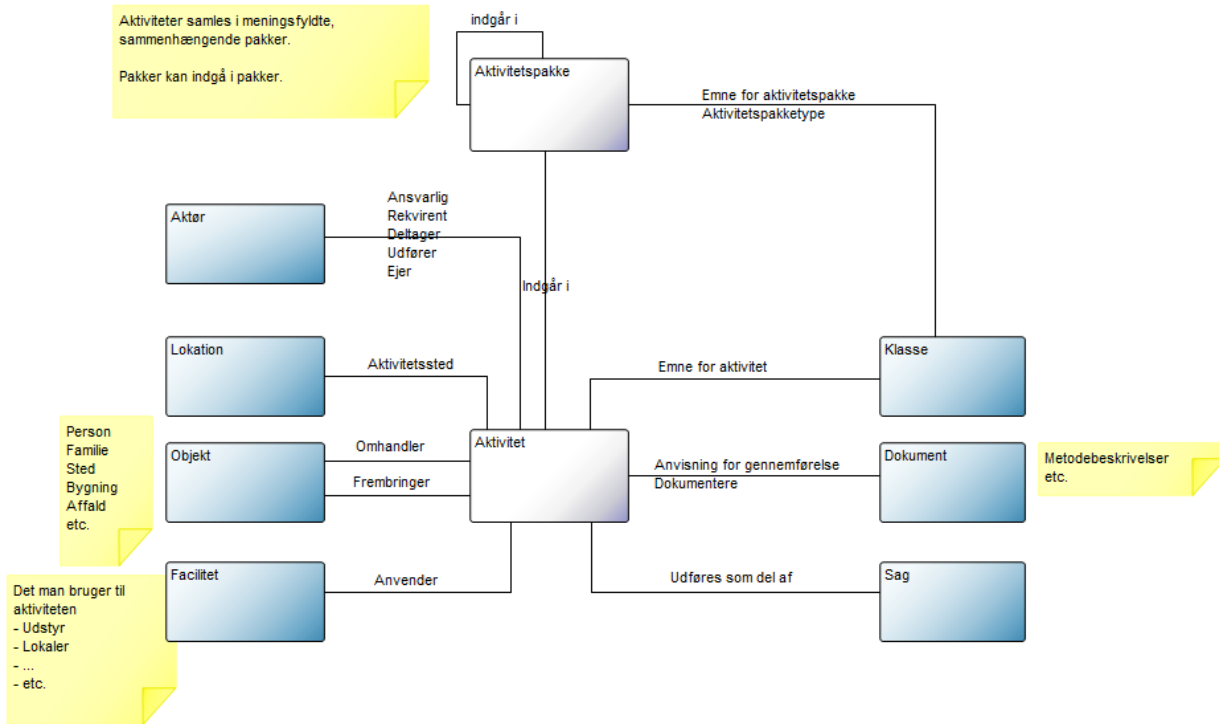 Aktiviteter samles i meningsfyldte,
sammenhængende pakker.
Pakker kan indgå i pakker.
indgår i
Aktivitetspakke
Emne for aktivitetspakke
Aktivitetspakketype
Aktør
Ansvarlig
Rekvirent
Deltager
Udfører
Ejer
Indgår i
Lokation
Aktivitetssted
Emne for aktivitet
Klasse
Person
Familie
Sted
Bygning
Affald
etc.
Objekt
Omhandler
Frembringer
Aktivitet
Anvisning for gennemførelse
Dokumentere
Dokument
Metodebeskrivelser
etc.
Det man bruger til
aktiviteten
- Udstyr
- Lokaler
- ...
- etc.
Facilitet
Anvender
Udføres som del af
Sag